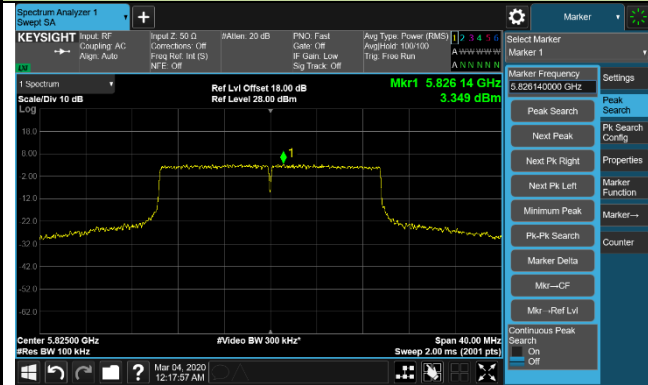 Spectrum Analyzer 1
Swept SA
Marker
KEYSIGHT Input: RF Input Z: 50 Ω #Atten: 20 dB PNO: Fast Avg Type: Power (RMS) 1 2 3 4 5 6
Coupling: AC Corrections: Off Gate: Off Avg|Hold: 100/100 A W W W W W
Align: Auto Freq Ref: Int (S) IF Gain: Low Trig: Free Run
NFE: Off Sig Track: Off A N N N N N
Select Marker
Marker 1
1 Spectrum
Ref Lvl Offset 18.00 dB
Mkr1 5.826 14 GHz
Scale/Div 10 dB
Ref Level 28.00 dBm
3.349 dBm
Log
18.0
8.00
-2.00
-12.0
-22.0
-32.0
-42.0
-52.0
-62.0
1
Center 5.82500 GHz
#Video BW 300 kHz*
Span 40.00 MHz
#Res BW 100 kHz
Sweep 2.00 ms (2001 pts)
Mar 04, 2020
12:17:57 AM
Marker Frequency
5.826140000 GHz
Peak Search
Next Peak
Next Pk Right
Next Pk Left
Minimum Peak
Pk-Pk Search
Marker Delta
Mkr→CF
Mkr→Ref Lvl
Continuous Peak
Search
On
Off
Settings
Peak
Search
Pk Search
Config
Properties
Marker
Function
Marker→
Counter